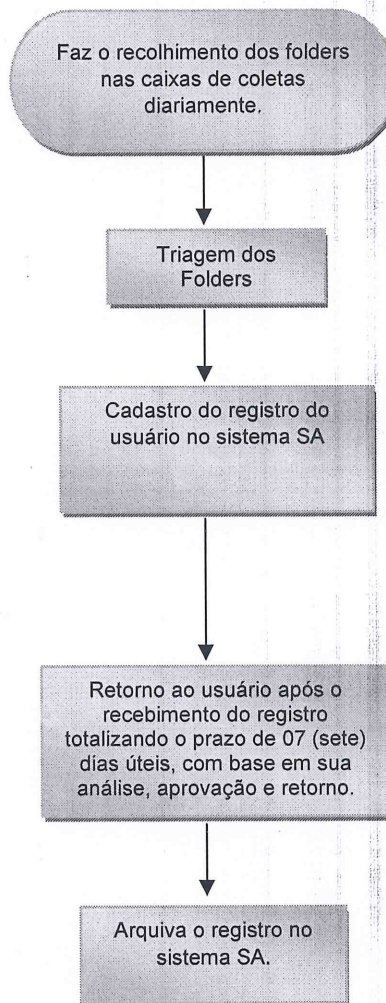 Faz o recolhimento dos folders
nas caixas de coletas
diariamente.
Triagem dos
Folders
Cadastro do registro do
usuário no sistema SA
Retorno ao usuário após o
recebimento do registro
totalizando o prazo de 07 (sete)
dias úteis, com base em sua
análise, aprovação e retorno.
Arquiva o registro no
sistema SA.